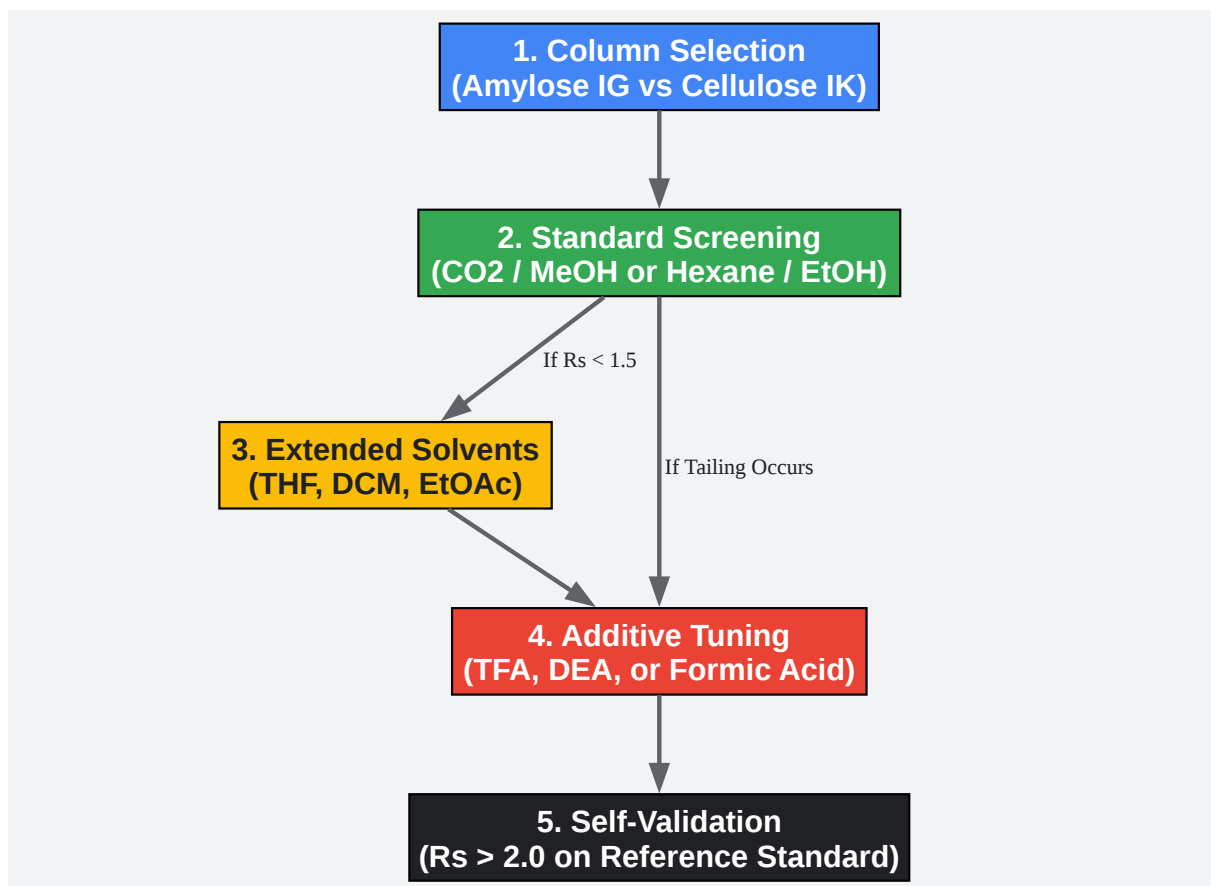 1. Column Selection
(Amylose IG vs Cellulose IK)
2. Standard Screening
(CO2 / MeOH or Hexane / EtOH)
If Rs < 1.5
3. Extended Solvents
(THF, DCM, EtOAc)
If Tailing Occurs
4. Additive Tuning
(TFA, DEA, or Formic Acid)
5. Self-Validation
(Rs > 2.0 on Reference Standard)